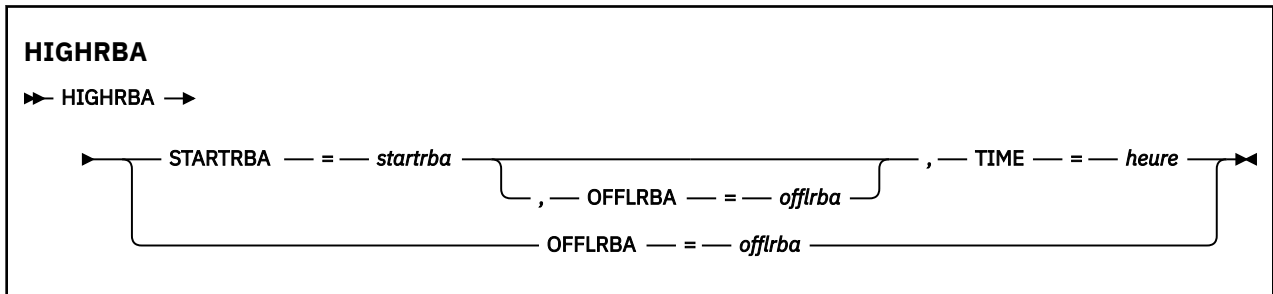 HIGHRBA
HIGHRBA
STARTRBA = startrba , TIME = heure
, OFFLRBA = offlrba
OFFLRBA = offlrba